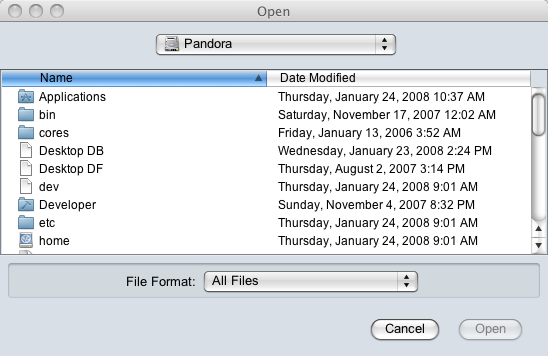 Open
Pandora
Name Date Modified
Applications Thursday, January 24, 2008 10:37 AM
bin Saturday, November 17, 2007 12:02 AM
cores Friday, January 13, 2006 3:52 AM
Desktop DB Wednesday, January 23, 2008 2:24 PM
Desktop DF Thursday, August 2, 2007 3:14 PM
dev Thursday, January 24, 2008 9:01 AM
Developer Sunday, November 4, 2007 8:32 PM
etc Thursday, January 24, 2008 9:01 AM
home Thursday, January 24, 2008 9:01 AM
File Format: All Files
Cancel Open